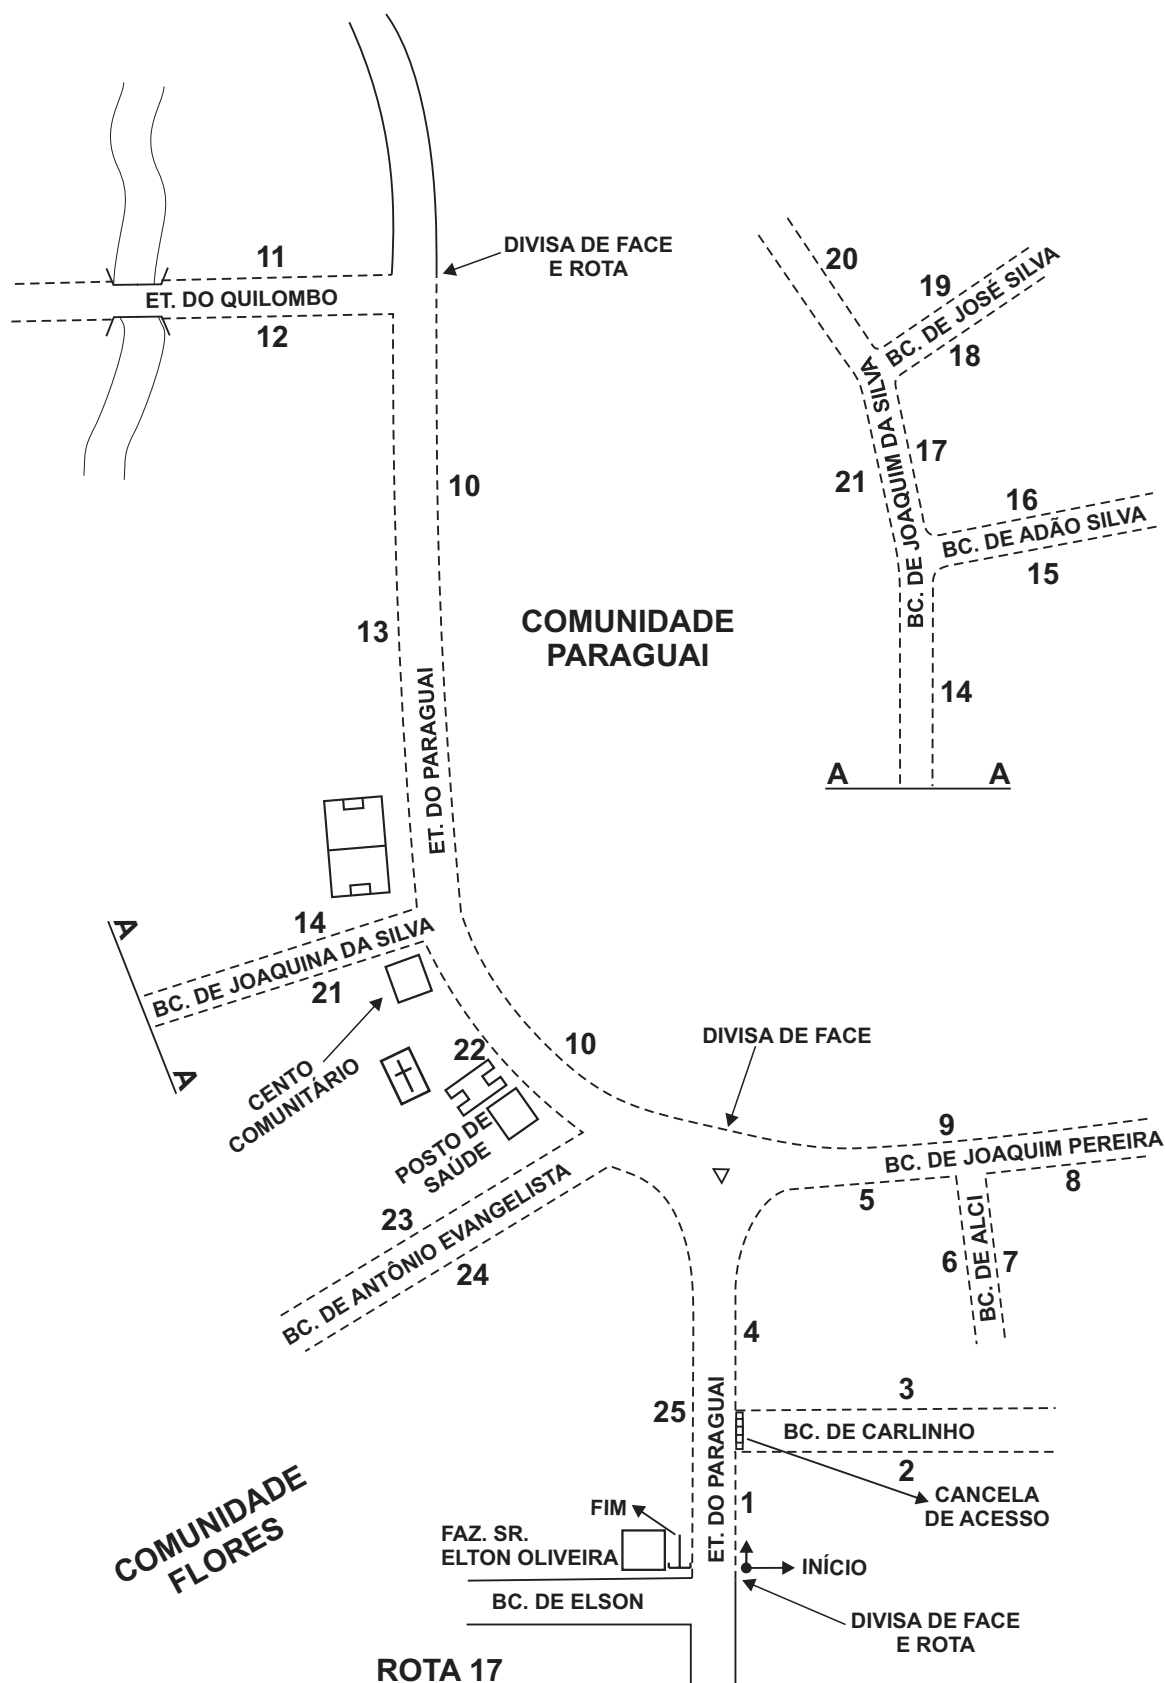 DIVISA DE FACE
E ROTA
11
ET. DO QUILOMBO
12
20
19
BC. DE JOSÉ SILVA
18
BC. DE JOAQUIM DA SILVA
17
21
16
BC. DE ADÃO SILVA
15
10
13
COMUNIDADE
PARAGUAI
14
A
A
ET. DO PARAGUAI
A
14
BC. DE JOAQUINA DA SILVA
21
A
CENTO
COMUNITÁRIO
22
10
POSTO DE
SAÚDE
DIVISA DE FACE
9
BC. DE JOAQUIM PEREIRA
5
8
6
BC. DE ALCI
7
23
BC. DE ANTÔNIO EVANGELISTA
24
4
25
ET. DO PARAGUAI
3
BC. DE CARLINHO
2
1
CANCELA
DE ACESSO
COMUNIDADE
FLORES
FIM
FAZ. SR.
ELTON OLIVEIRA
INÍCIO
BC. DE ELSON
DIVISA DE FACE
E ROTA
ROTA 17